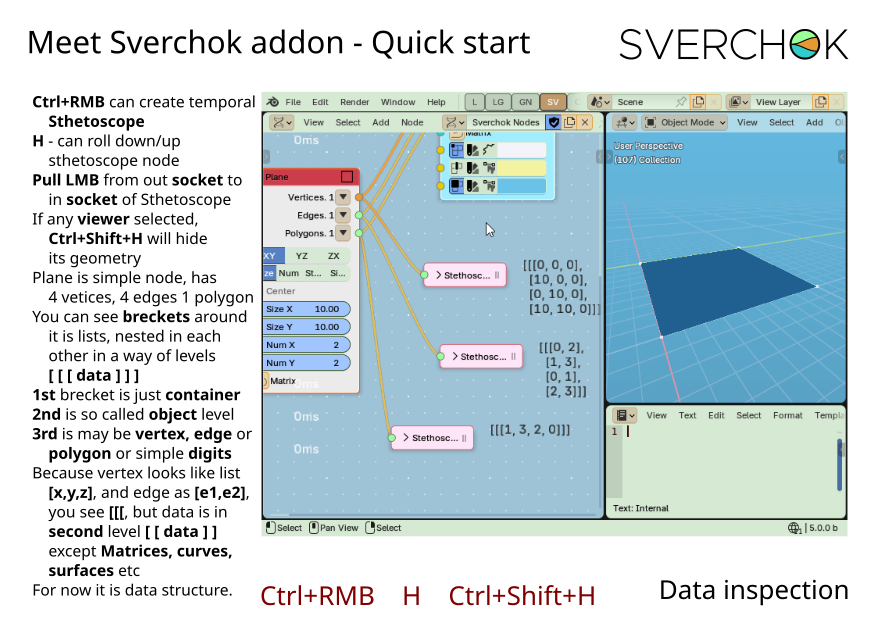 Meet Sverchok addon - Quick start
SVERCHOK
Ctrl+RMB can create temporal
Sthetoscope
H - can roll down/up
sthetoscope node
Pull LMB from out socket to
in socket of Sthetoscope
If any viewer selected,
Ctrl+Shift+H will hide
its geometry
Plane is simple node, has
4 vetices, 4 edges 1 polygon
You can see breckets around
it is lists, nested in each
other in a way of levels
[ [ [ data ] ] ]
1st brecket is just container
2nd is so called object level
3rd is may be vertex, edge or
polygon or simple digits
Because vertex looks like list
[x,y,z], and edge as [e1,e2],
you see [[[, but data is in
second level [ [ data ] ]
except Matrices, curves,
surfaces etc
For now it is data structure.
File Edit Render Window Help L LG GN SV Scene View Layer
View Select Add Node Sverchok Nodes Object Mode View Select Add
0ms
Matrix
User Perspective
(107) Collection
Plane
Vertices. 1
Edges. 1
Polygons. 1
XY YZ ZX
ze Num St... Si...
Center
Size X 10.00
Size Y 10.00
Num X 2
Num Y 2
Matrix
0ms
0ms
Stethosc...
[[[0, 0, 0],
[10, 0, 0],
[0, 10, 0],
[10, 10, 0]]]
Stethosc...
[[[0, 2],
[1, 3],
[0, 1],
[2, 3]]]
Stethosc...
[[[1, 3, 2, 0]]]
View Text Edit Select Format Templa
1
Text: Internal
Select Pan View Select 5.0.0 b
Ctrl+RMB H Ctrl+Shift+H
Data inspection